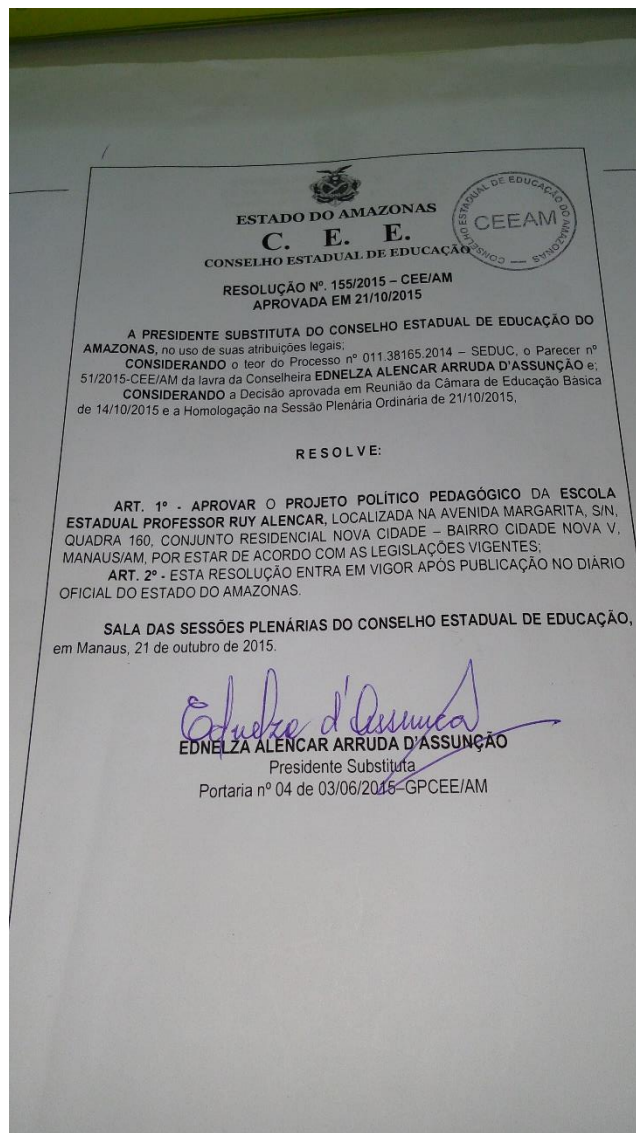 ESTADO DO AMAZONAS
C. E. E.
CONSELHO ESTADUAL DE EDUCAÇÃO
CONSELHO ESTADUAL DE EDUCAÇÃO DO AMAZONAS
CEEAM
RESOLUÇÃO Nº. 155/2015 – CEE/AM
APROVADA EM 21/10/2015
A PRESIDENTE SUBSTITUTA DO CONSELHO ESTADUAL DE EDUCAÇÃO DO
AMAZONAS, no uso de suas atribuições legais;
CONSIDERANDO o teor do Processo nº 011.38165.2014 – SEDUC, o Parecer nº
51/2015-CEE/AM da lavra da Conselheira EDNELZA ALENCAR ARRUDA D'ASSUNÇÃO e;
CONSIDERANDO a Decisão aprovada em Reunião da Câmara de Educação Básica
de 14/10/2015 e a Homologação na Sessão Plenária Ordinária de 21/10/2015,
R E S O L V E:
ART. 1º - APROVAR O PROJETO POLÍTICO PEDAGÓGICO DA ESCOLA
ESTADUAL PROFESSOR RUY ALENCAR, LOCALIZADA NA AVENIDA MARGARITA, S/N,
QUADRA 160, CONJUNTO RESIDENCIAL NOVA CIDADE – BAIRRO CIDADE NOVA V,
MANAUS/AM, POR ESTAR DE ACORDO COM AS LEGISLAÇÕES VIGENTES;
ART. 2º - ESTA RESOLUÇÃO ENTRA EM VIGOR APÓS PUBLICAÇÃO NO DIÁRIO
OFICIAL DO ESTADO DO AMAZONAS.
SALA DAS SESSÕES PLENÁRIAS DO CONSELHO ESTADUAL DE EDUCAÇÃO,
em Manaus, 21 de outubro de 2015.
Ednelza d'Assunção
EDNELZA ALENCAR ARRUDA D'ASSUNÇÃO
Presidente Substituta
Portaria nº 04 de 03/06/2015–GPCEE/AM